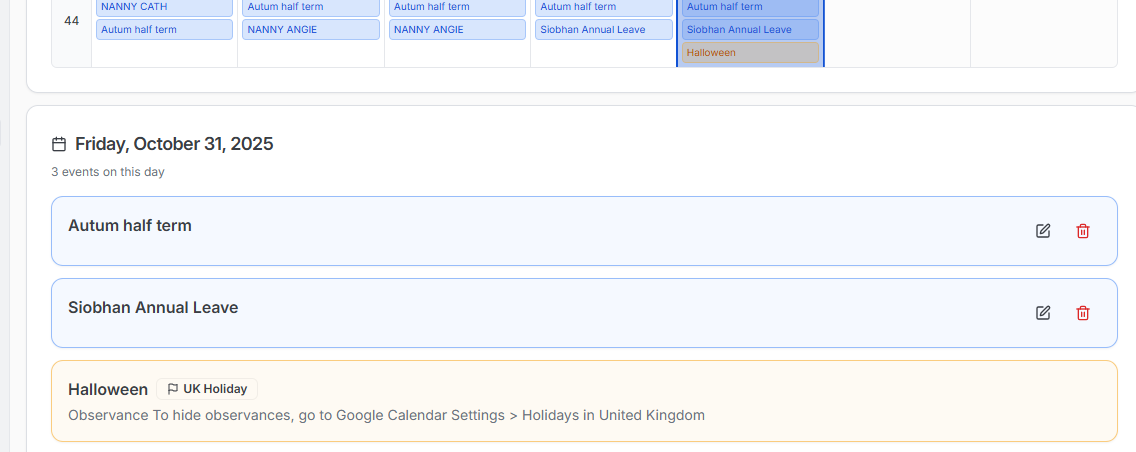 NANNY CATH
Autum half term
Autum half term
Autum half term
Autum half term
44
Autum half term
NANNY ANGIE
NANNY ANGIE
Siobhan Annual Leave
Siobhan Annual Leave
Halloween
Friday, October 31, 2025
3 events on this day
Autum half term
Siobhan Annual Leave
Halloween UK Holiday
Observance To hide observances, go to Google Calendar Settings > Holidays in United Kingdom